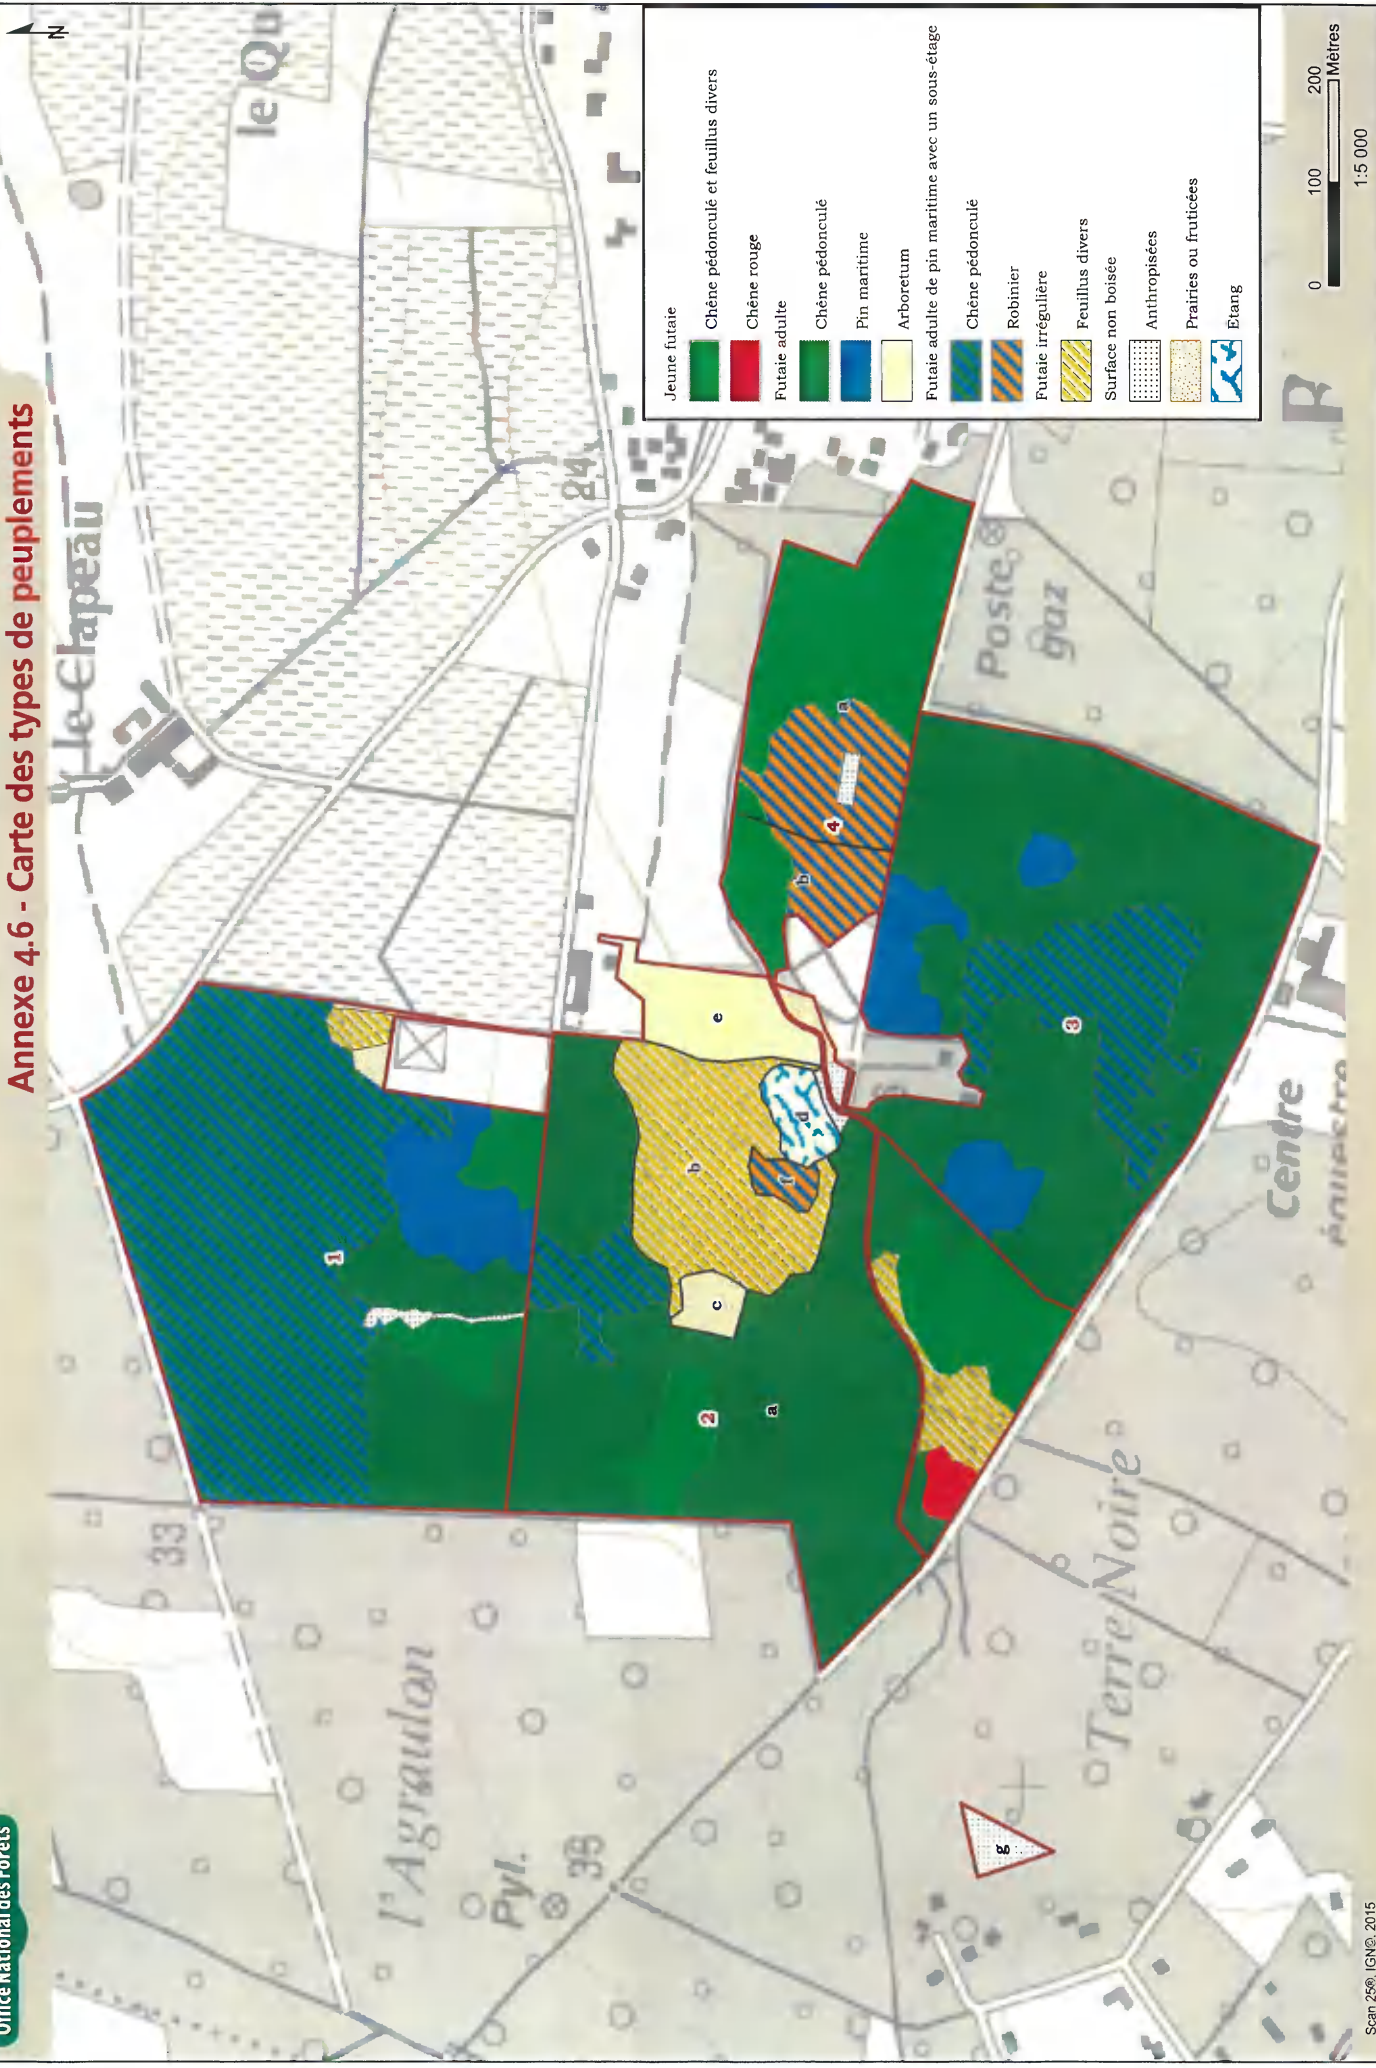 Office National des Forêts
Annexe 4.6 - Carte des types de peuplements
N
le Chapeau
le Qu
33
l'Agraulon
Pyl.
39
24
1
2
a
b
c
d
e
f
g
3
4
a
b
Poste
gaz
Centre
équestre
Terre Noire
R
Jeune futaie
Chêne pédonculé et feuillus divers
Chêne rouge
Futaie adulte
Chêne pédonculé
Pin maritime
Arboretum
Futaie adulte de pin maritime avec un sous-étage
Chêne pédonculé
Robinier
Futaie irrégulière
Feuillus divers
Surface non boisée
Anthropisées
Prairies ou fruticées
Étang
0 100 200
Mètres
1:5 000
Scan 25®, IGN©, 2015